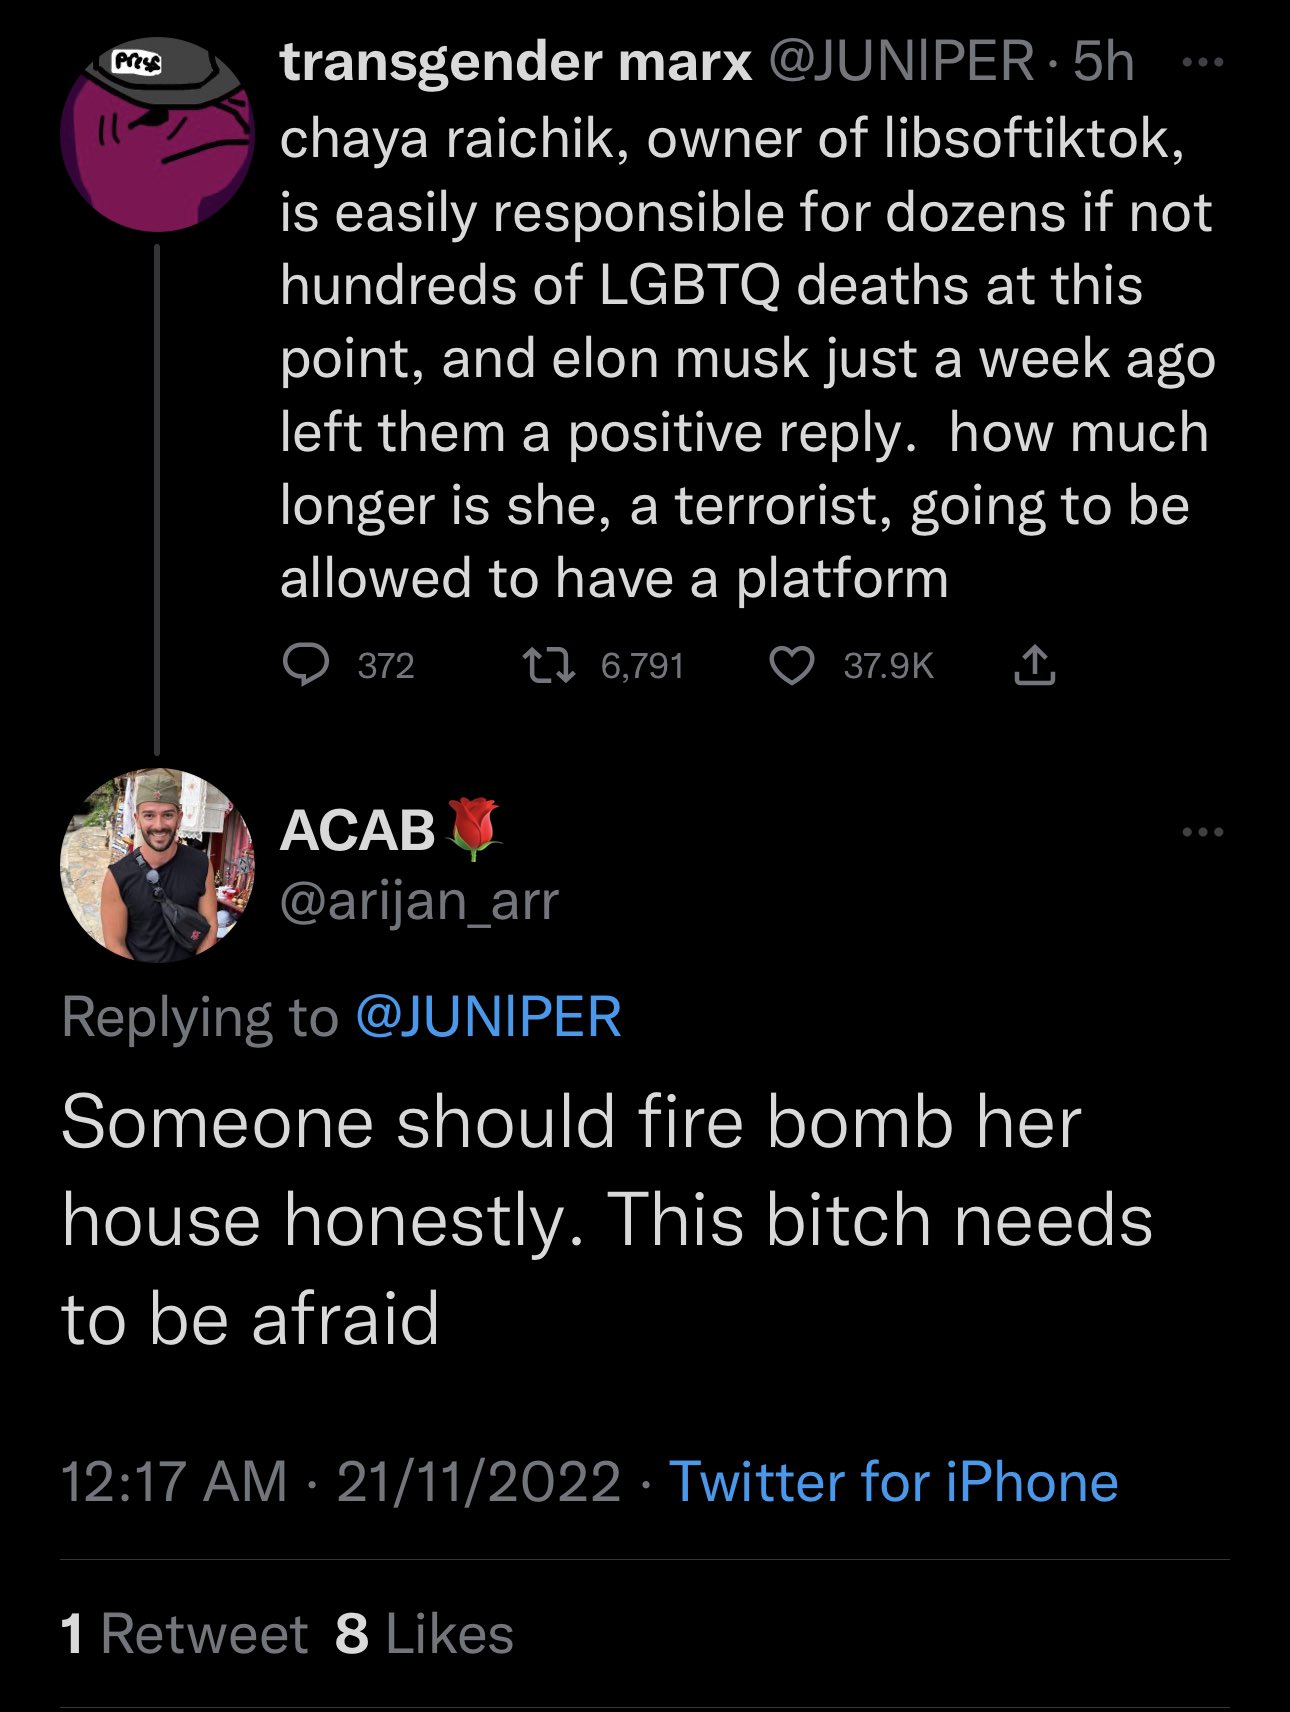 press
transgender marx @JUNlPER · 5h
chaya raichik, owner of libsoftiktok,
is easily responsible for dozens if not
hundreds of LGBTQ deaths at this
point, and elon musk just a week ago
left them a positive reply.  how much
longer is she, a terrorist, going to be
allowed to have a platform
372 6,791 37.9K
ACAB🌹
@arijan_arr
Replying to @JUNlPER
Someone should fire bomb her
house honestly. This bitch needs
to be afraid
12:17 AM · 21/11/2022 · Twitter for iPhone
1 Retweet 8 Likes